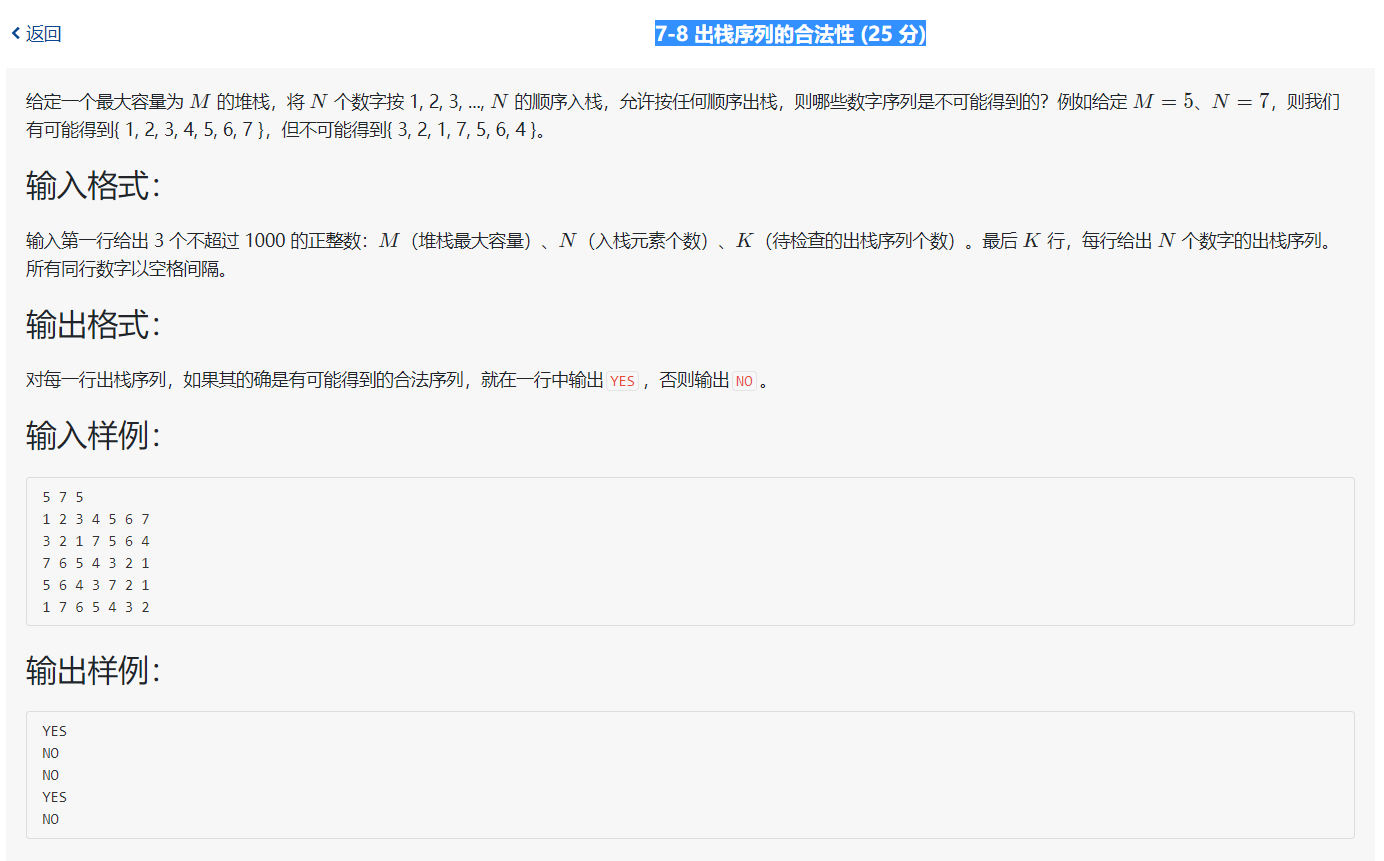 返回
7-8 出栈序列的合法性 (25 分)
给定一个最大容量为 M 的堆栈，将 N 个数字按 1, 2, 3, ..., N 的顺序入栈，允许按任何顺序出栈，则哪些数字序列是不可能得到的？例如给定 M = 5、N = 7，则我们
有可能得到{ 1, 2, 3, 4, 5, 6, 7 }，但不可能得到{ 3, 2, 1, 7, 5, 6, 4 }。
输入格式：
输入第一行给出 3 个不超过 1000 的正整数：M（堆栈最大容量）、N（入栈元素个数）、K（待检查的出栈序列个数）。最后 K 行，每行给出 N 个数字的出栈序列。
所有同行数字以空格间隔。
输出格式：
对每一行出栈序列，如果其的确是有可能得到的合法序列，就在一行中输出YES，否则输出NO。
输入样例：
5 7 5
1 2 3 4 5 6 7
3 2 1 7 5 6 4
7 6 5 4 3 2 1
5 6 4 3 7 2 1
1 7 6 5 4 3 2
输出样例：
YES
NO
NO
YES
NO